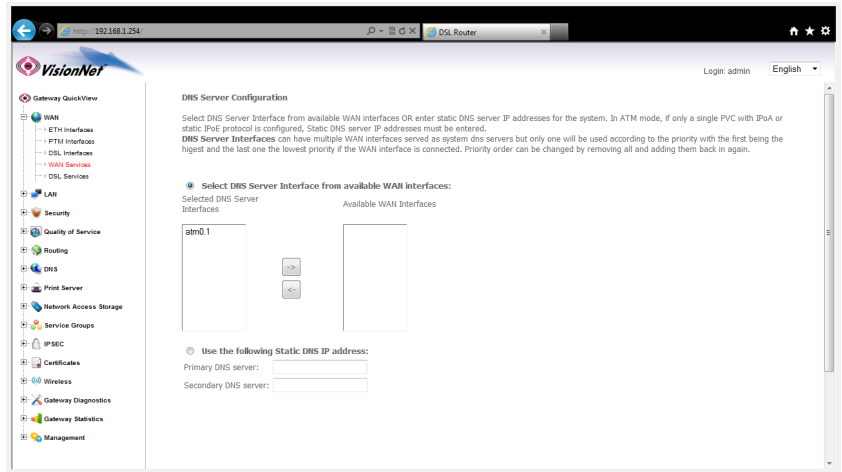 http://192.168.1.254/
DSL Router
VisionNet
Login: admin
English
Gateway QuickView
WAN
ETH Interfaces
PTM Interfaces
DSL Interfaces
WAN Services
DSL Services
LAN
Security
Quality of Service
Routing
DNS
Print Server
Network Access Storage
Service Groups
IPSEC
Certificates
Wireless
Gateway Diagnostics
Gateway Statistics
Management
DNS Server Configuration
Select DNS Server Interface from available WAN interfaces OR enter static DNS server IP addresses for the system. In ATM mode, if only a single PVC with IPoA or
static IPoE protocol is configured, Static DNS server IP addresses must be entered.
DNS Server Interfaces can have multiple WAN interfaces served as system dns servers but only one will be used according to the priority with the first being the
higest and the last one the lowest priority if the WAN interface is connected. Priority order can be changed by removing all and adding them back in again.
Select DNS Server Interface from available WAN interfaces:
Selected DNS Server
Interfaces
Available WAN Interfaces
atm0.1
->
<-
Use the following Static DNS IP address:
Primary DNS server:
Secondary DNS server: